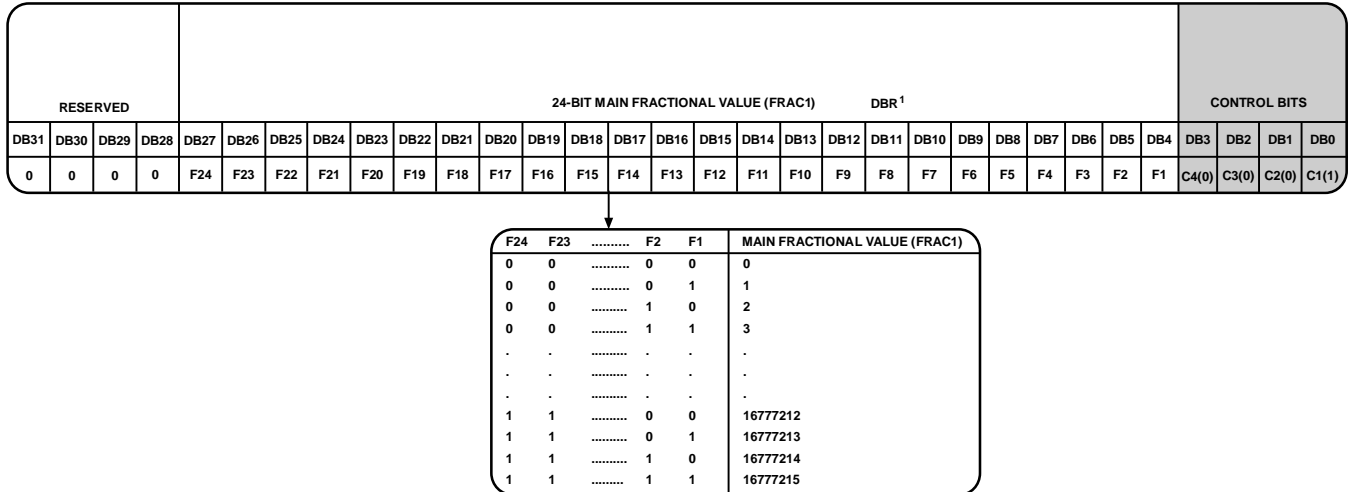 RESERVED 24-BIT MAIN FRACTIONAL VALUE (FRAC1) DBR1 CONTROL BITS
DB31 DB30 DB29 DB28 DB27 DB26 DB25 DB24 DB23 DB22 DB21 DB20 DB19 DB18 DB17 DB16 DB15 DB14 DB13 DB12 DB11 DB10 DB9 DB8 DB7 DB6 DB5 DB4 DB3 DB2 DB1 DB0
0 0 0 0 F24 F23 F22 F21 F20 F19 F18 F17 F16 F15 F14 F13 F12 F11 F10 F9 F8 F7 F6 F5 F4 F3 F2 F1 C4(0) C3(0) C2(0) C1(1)
F24 F23 .......... F2 F1 MAIN FRACTIONAL VALUE (FRAC1)
0 0 .......... 0 0 0
0 0 .......... 0 1 1
0 0 .......... 1 0 2
0 0 .......... 1 1 3
. . .......... . . .
. . .......... . . .
. . .......... . . .
1 1 .......... 0 0 16777212
1 1 .......... 0 1 16777213
1 1 .......... 1 0 16777214
1 1 ......... 1 1 16777215